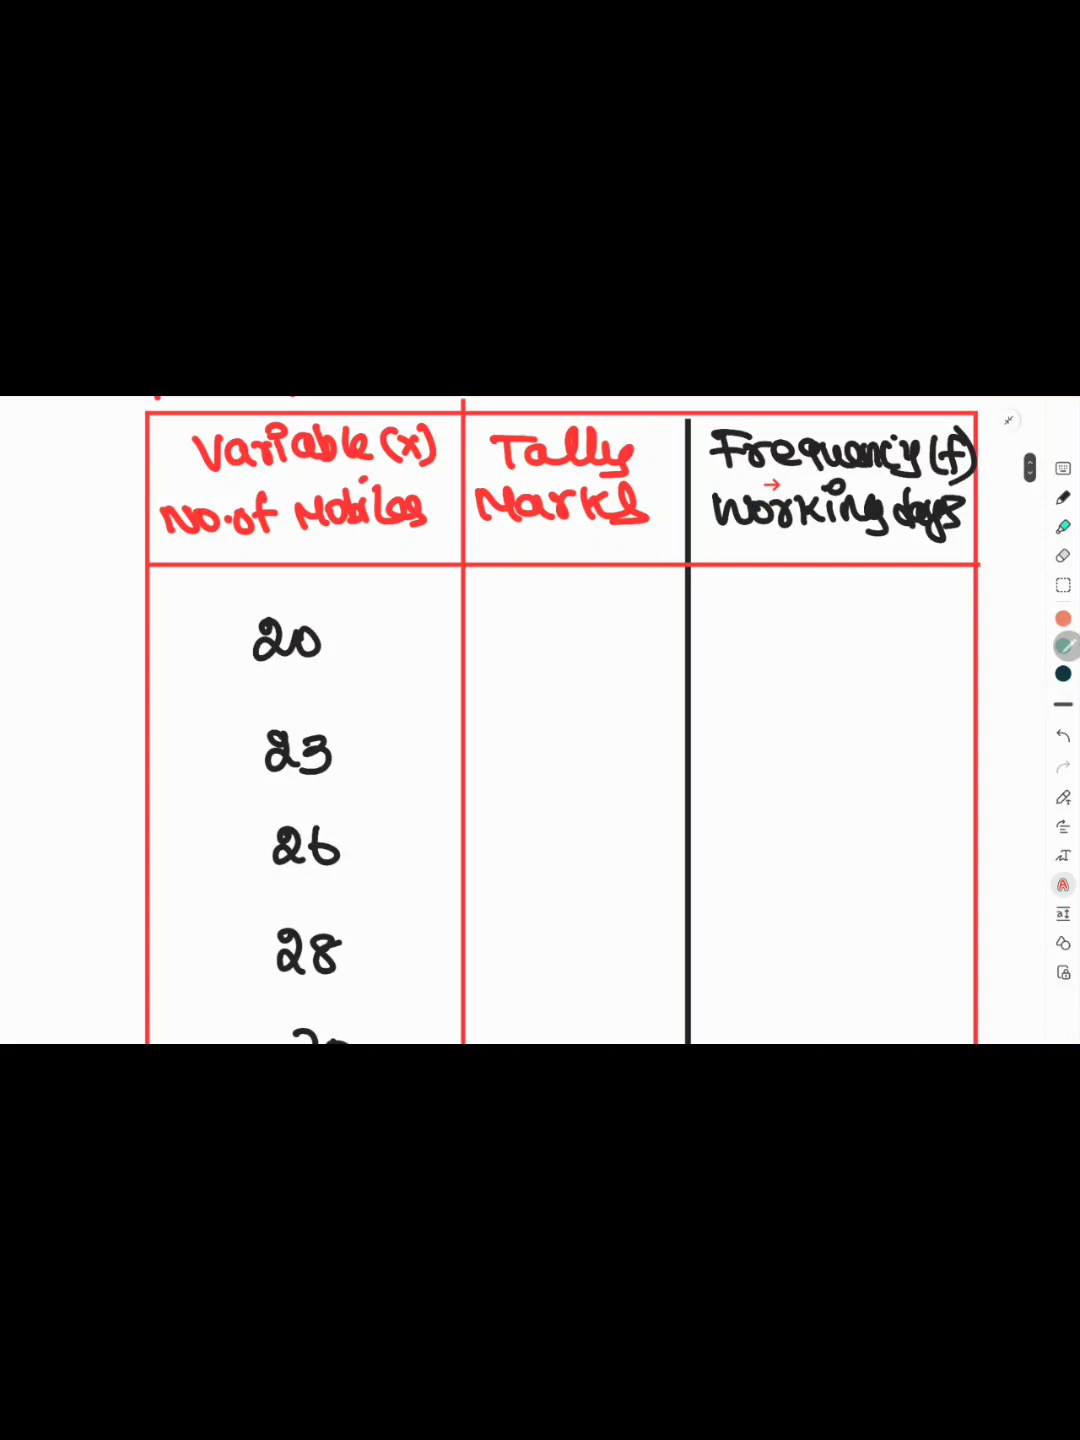 Variable (x)
No. of Mobiles
Tally
Marks
Frequency (f)
Working days
20
23
26
28